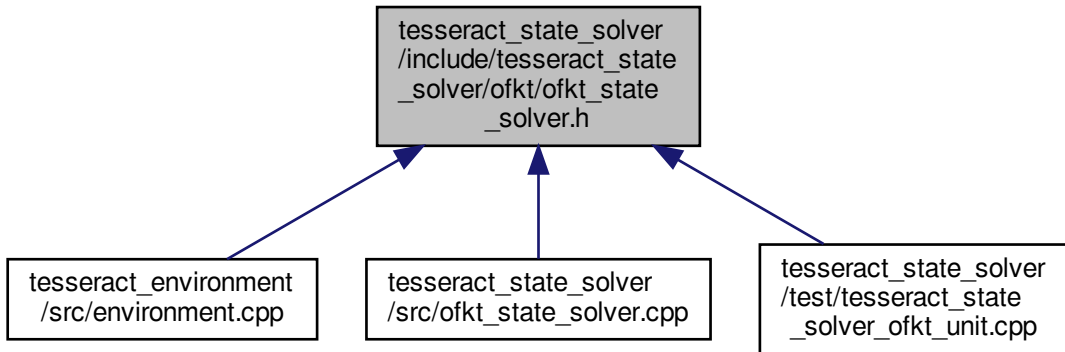 tesseract_state_solver
/include/tesseract_state
_solver/ofkt/ofkt_state
_solver.h
tesseract_environment
/src/environment.cpp
tesseract_state_solver
/src/ofkt_state_solver.cpp
tesseract_state_solver
/test/tesseract_state
_solver_ofkt_unit.cpp